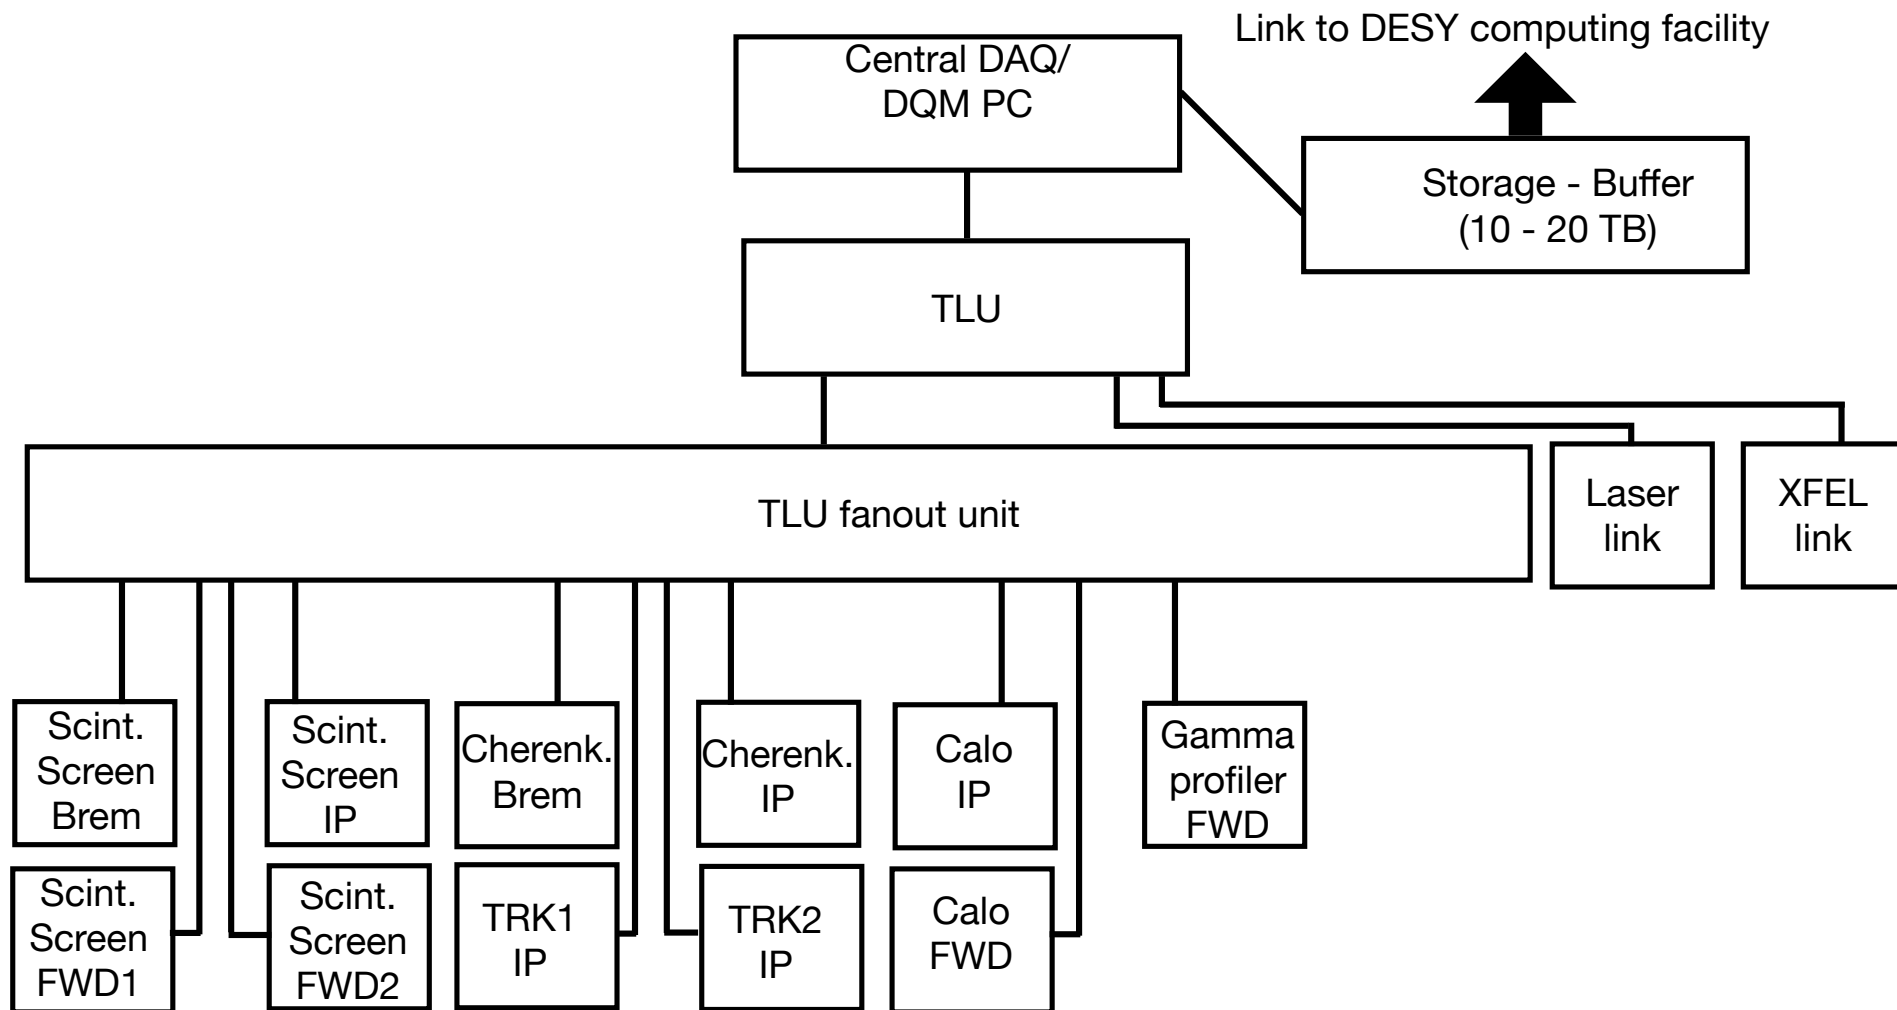 Link to DESY computing facility
Central DAQ/
DQM PC
Storage - Buffer
(10 - 20 TB)
TLU
TLU fanout unit
Laser
link
XFEL
link
Scint.
Screen
Brem
Scint.
Screen
IP
Cherenk.
Brem
Cherenk.
IP
Calo
IP
Gamma
profiler
FWD
Scint.
Screen
FWD1
Scint.
Screen
FWD2
TRK1
IP
TRK2
IP
Calo
FWD